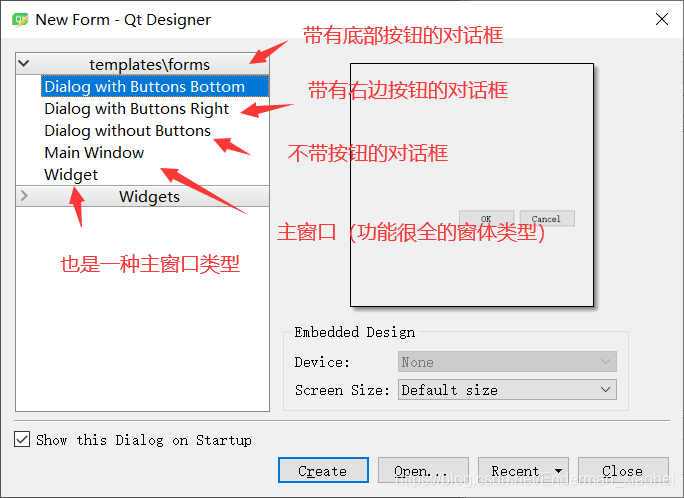 New Form - Qt Designer
带有底部按钮的对话框
templates\forms
Dialog with Buttons Bottom
带有右边按钮的对话框
Dialog with Buttons Right
Dialog without Buttons
不带按钮的对话框
Main Window
Widget
Widgets
OK
Cancel
主窗口（功能很全的窗体类型）
也是一种主窗口类型
Embedded Design
Device:
None
Screen Size:
Default size
Show this Dialog on Startup
Create
Open...
Recent
Close
https://blog.csdn.net/Enderman_xiaohei